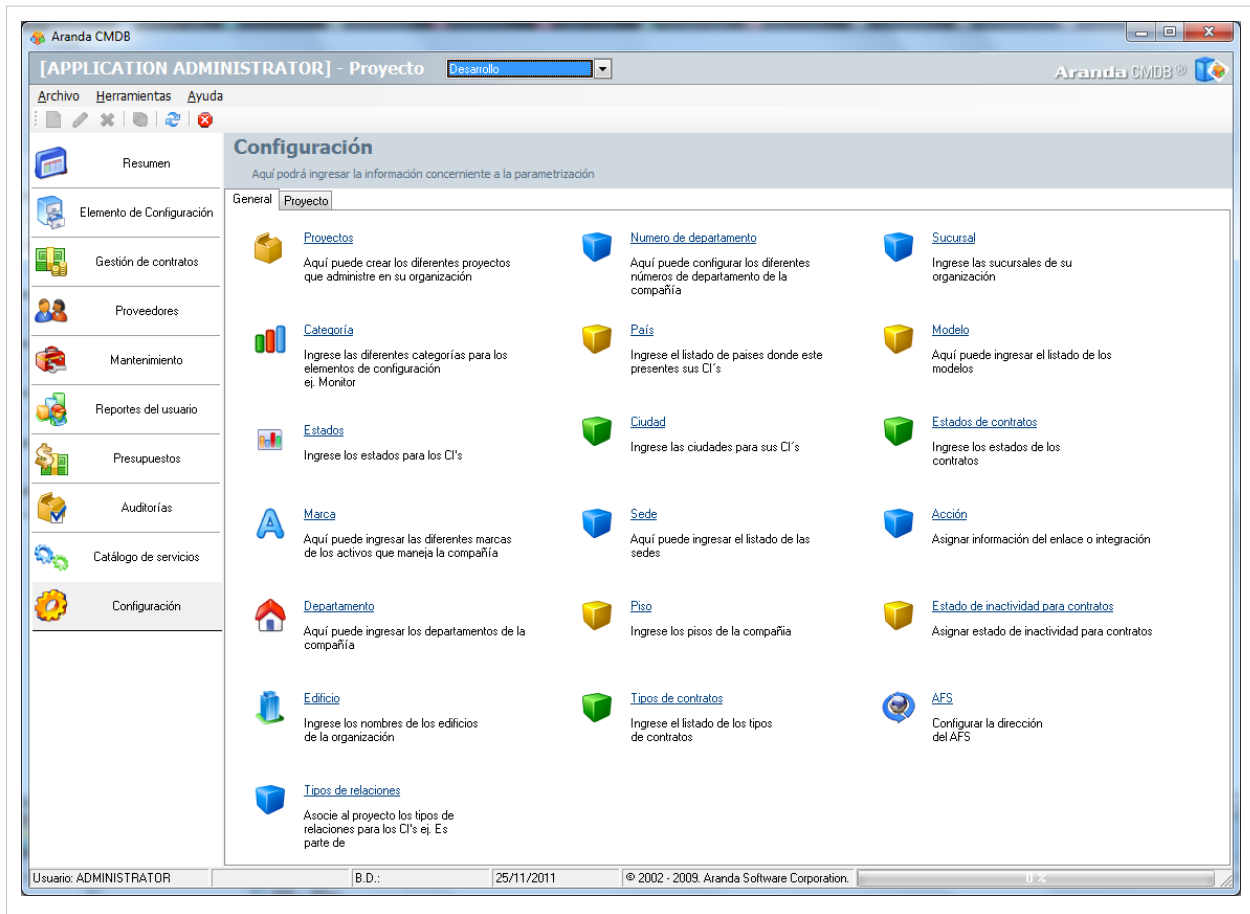 Aranda CMDB
[APPLICATION ADMINISTRATOR] - Proyecto Desarrollo
Aranda CMDB®
Archivo Herramientas Ayuda
Resumen
Elemento de Configuración
Gestión de contratos
Proveedores
Mantenimiento
Reportes del usuario
Presupuestos
Auditorías
Catálogo de servicios
Configuración
Configuración
Aquí podrá ingresar la información concerniente a la parametrización
General Proyecto
Proyectos
Aquí puede crear los diferentes proyectos
que administre en su organización
Numero de departamento
Aquí puede configurar los diferentes
números de departamento de la
compañía
Sucursal
Ingrese las sucursales de su
organización
Categoría
Ingrese las diferentes categorías para los
elementos de configuración
ej. Monitor
País
Ingrese el listado de paises donde este
presentes sus CI´s
Modelo
Aquí puede ingresar el listado de los
modelos
Estados
Ingrese los estados para los CI's
Ciudad
Ingrese las ciudades para sus CI´s
Estados de contratos
Ingrese los estados de los
contratos
Marca
Aquí puede ingresar las diferentes marcas
de los activos que maneja la compañía
Sede
Aquí puede ingresar el listado de las
sedes
Acción
Asignar información del enlace o integración
Departamento
Aquí puede ingresar los departamentos de la
compañía
Piso
Ingrese los pisos de la compañia
Estado de inactividad para contratos
Asignar estado de inactividad para contratos
Edificio
Ingrese los nombres de los edificios
de la organización
Tipos de contratos
Ingrese el listado de los tipos
de contratos
AFS
Configurar la dirección
del AFS
Tipos de relaciones
Asocie al proyecto los tipos de
relaciones para los CI's ej. Es
parte de
Usuario: ADMINISTRATOR B.D.: 25/11/2011 © 2002 - 2009. Aranda Software Corporation. 0 %